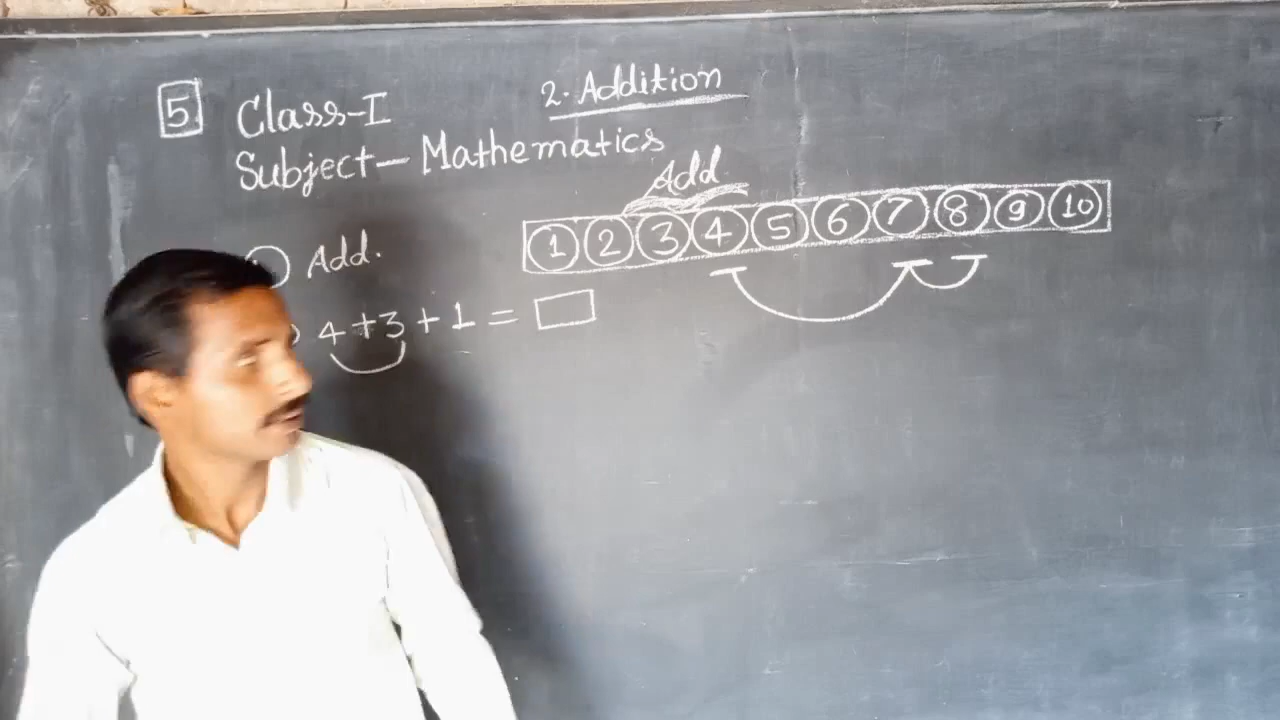 5 Class-I
2. Addition
Subject- Mathematics
Add
1 2 3 4 5 6 7 8 9 10
Add.
4+3+1=